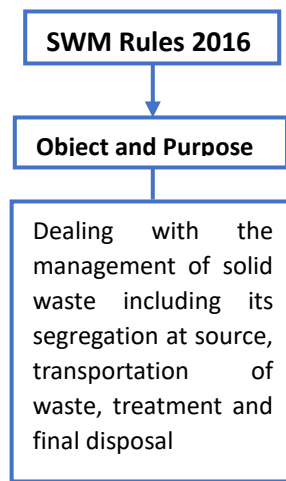 SWM Rules 2016
Object and Purpose
Dealing with the
management of solid
waste including its
segregation at source,
transportation of
waste, treatment and
final disposal